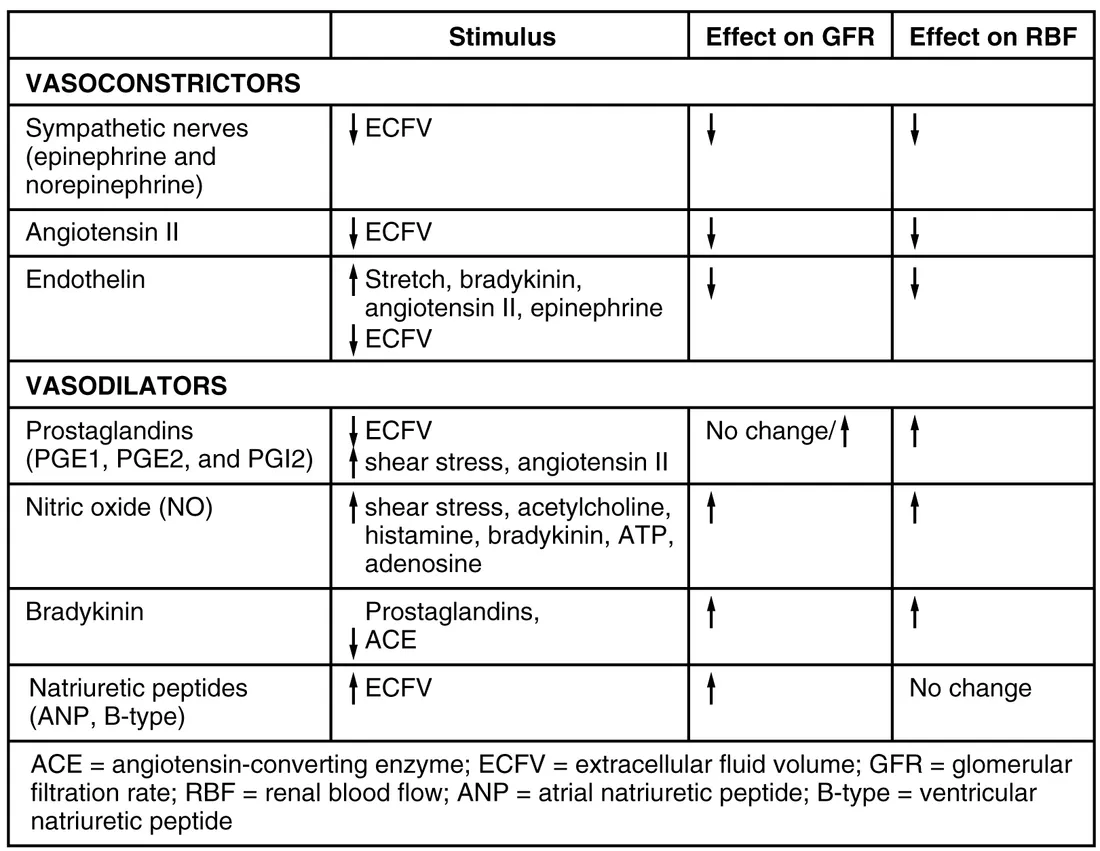 Stimulus Effect on GFR Effect on RBF
VASOCONSTRICTORS
Sympathetic nerves ↓ ECFV ↓ ↓
(epinephrine and
norepinephrine)
Angiotensin II ↓ ECFV ↓ ↓
Endothelin ↑ Stretch, bradykinin, ↓ ↓
angiotensin II, epinephrine
↓ ECFV
VASODILATORS
Prostaglandins ↓ ECFV No change/↑ ↑
(PGE1, PGE2, and PGI2) ↑ shear stress, angiotensin II
Nitric oxide (NO) ↑ shear stress, acetylcholine, ↑ ↑
histamine, bradykinin, ATP,
adenosine
Bradykinin Prostaglandins, ↑ ↑
↓ ACE
Natriuretic peptides ↑ ECFV ↑ No change
(ANP, B-type)
ACE = angiotensin-converting enzyme; ECFV = extracellular fluid volume; GFR = glomerular
filtration rate; RBF = renal blood flow; ANP = atrial natriuretic peptide; B-type = ventricular
natriuretic peptide